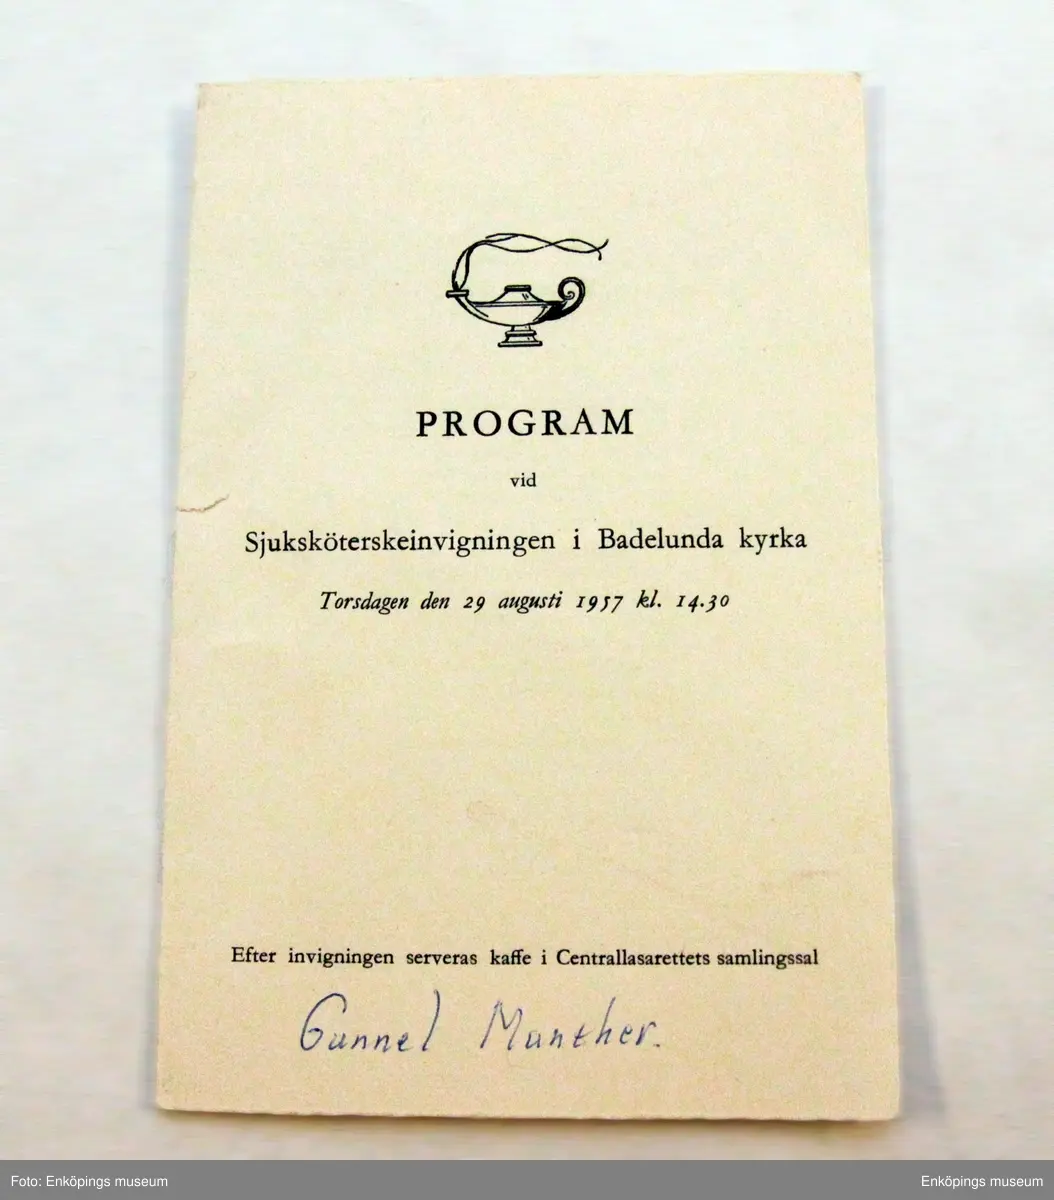 PROGRAM
vid
Sjuksköterskeinvigningen i Badelunda kyrka
Torsdagen den 29 augusti 1957 kl. 14.30
Efter invigningen serveras kaffe i Centrallasarettets samlingssal
Gunnel Munther.
Foto: Enköpings museum
Enköpings museum